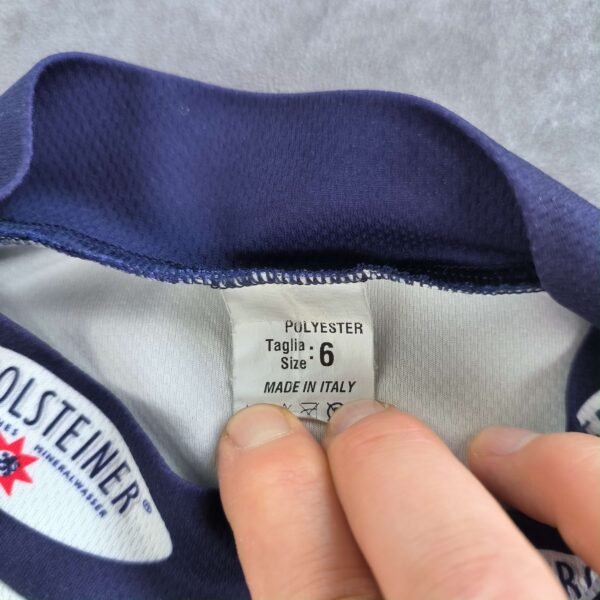 POLYESTER
Taglia
Size : 6
MADE IN ITALY
OLSTEINER
MINERALWASSER
®